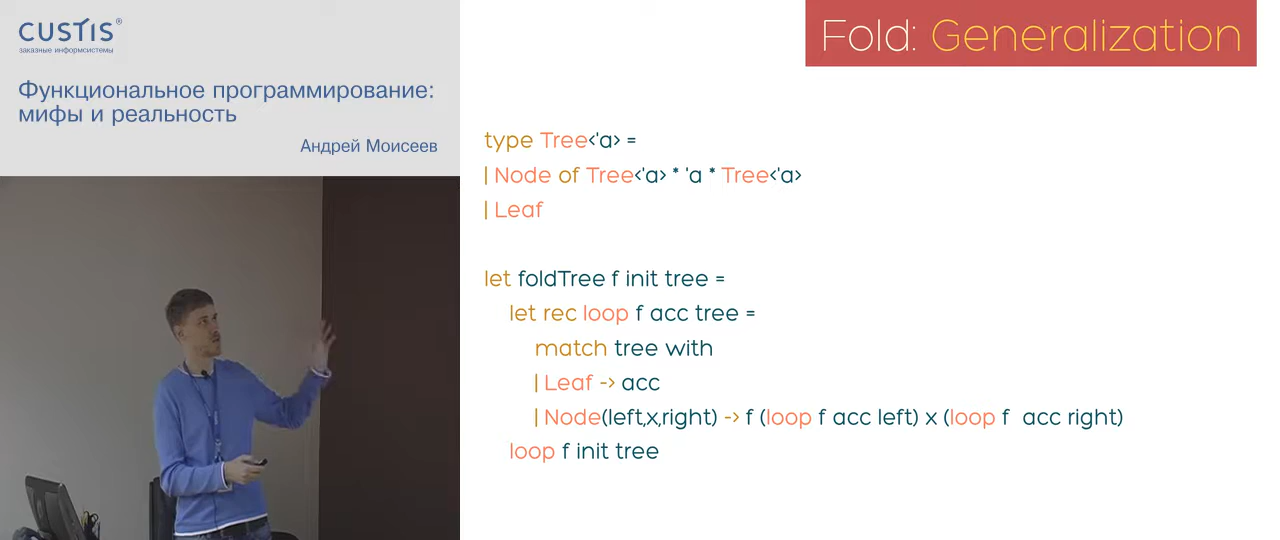 CUSTIS®
заказные информсистемы
Функциональное программирование:
мифы и реальность
Андрей Моисеев
Fold: Generalization
type Tree<'a> =
| Node of Tree<'a> * 'a * Tree<'a>
| Leaf
let foldTree f init tree =
let rec loop f acc tree =
match tree with
| Leaf -> acc
| Node(left,x,right) -> f (loop f acc left) x (loop f acc right)
loop f init tree